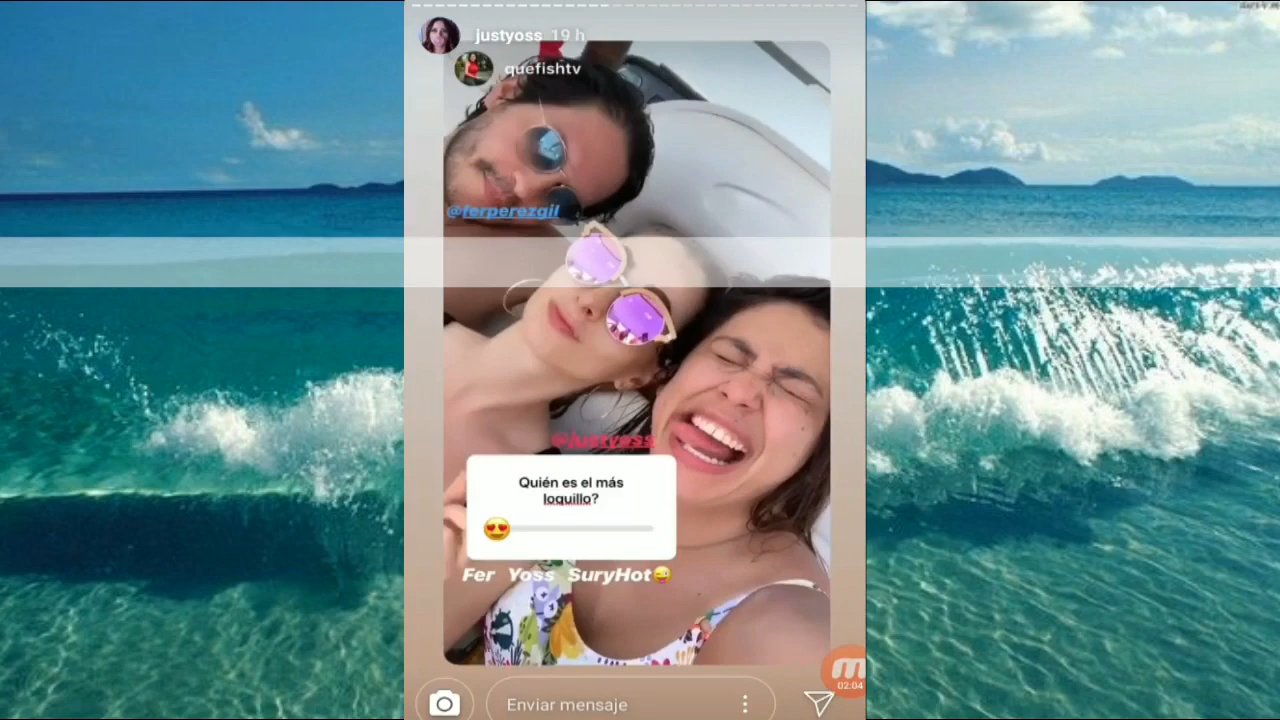 justyoss 19 h
quefishtv
@ferperezgil
@justyoss
Quién es el más
loquillo?
Fer Yoss SuryHot
02:04
Enviar mensaje